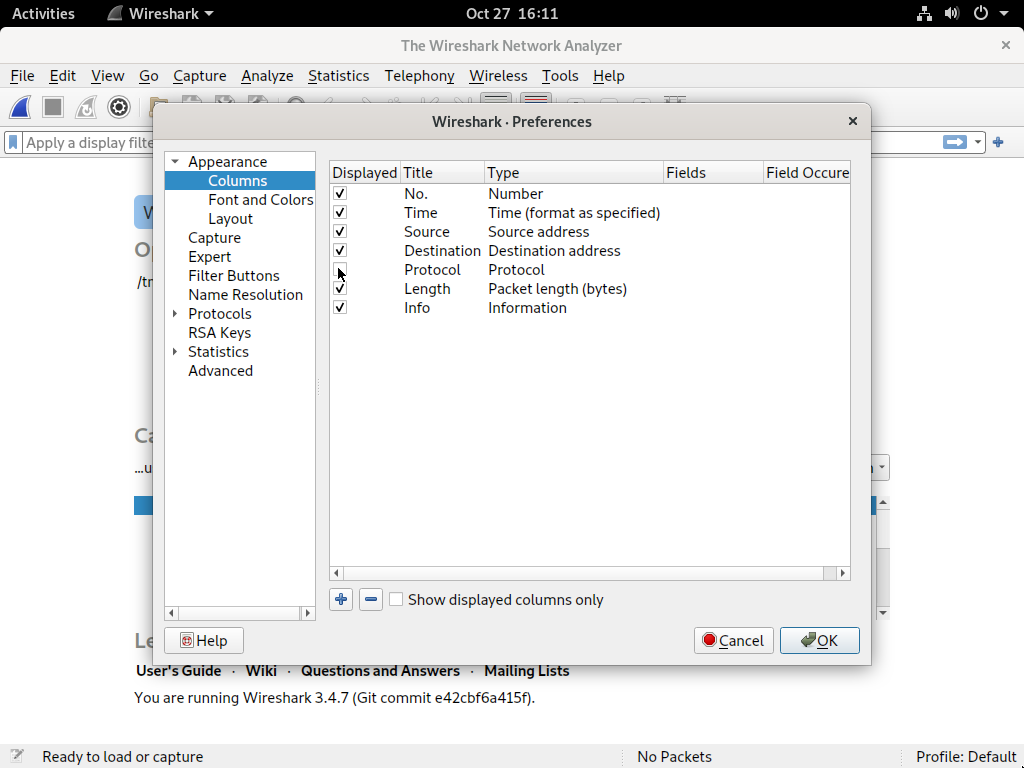 Activities Wireshark Oct 27 16:11
The Wireshark Network Analyzer
File Edit View Go Capture Analyze Statistics Telephony Wireless Tools Help
Apply a display filte
Wireshark · Preferences
Appearance
Columns
Font and Colors
Layout
Capture
Expert
Filter Buttons
Name Resolution
Protocols
RSA Keys
Statistics
Advanced
Displayed Title Type Fields Field Occure
No. Number
Time Time (format as specified)
Source Source address
Destination Destination address
Protocol Protocol
Length Packet length (bytes)
Info Information
Show displayed columns only
Help Cancel OK
User's Guide · Wiki · Questions and Answers · Mailing Lists
You are running Wireshark 3.4.7 (Git commit e42cbf6a415f).
Ready to load or capture No Packets Profile: Default